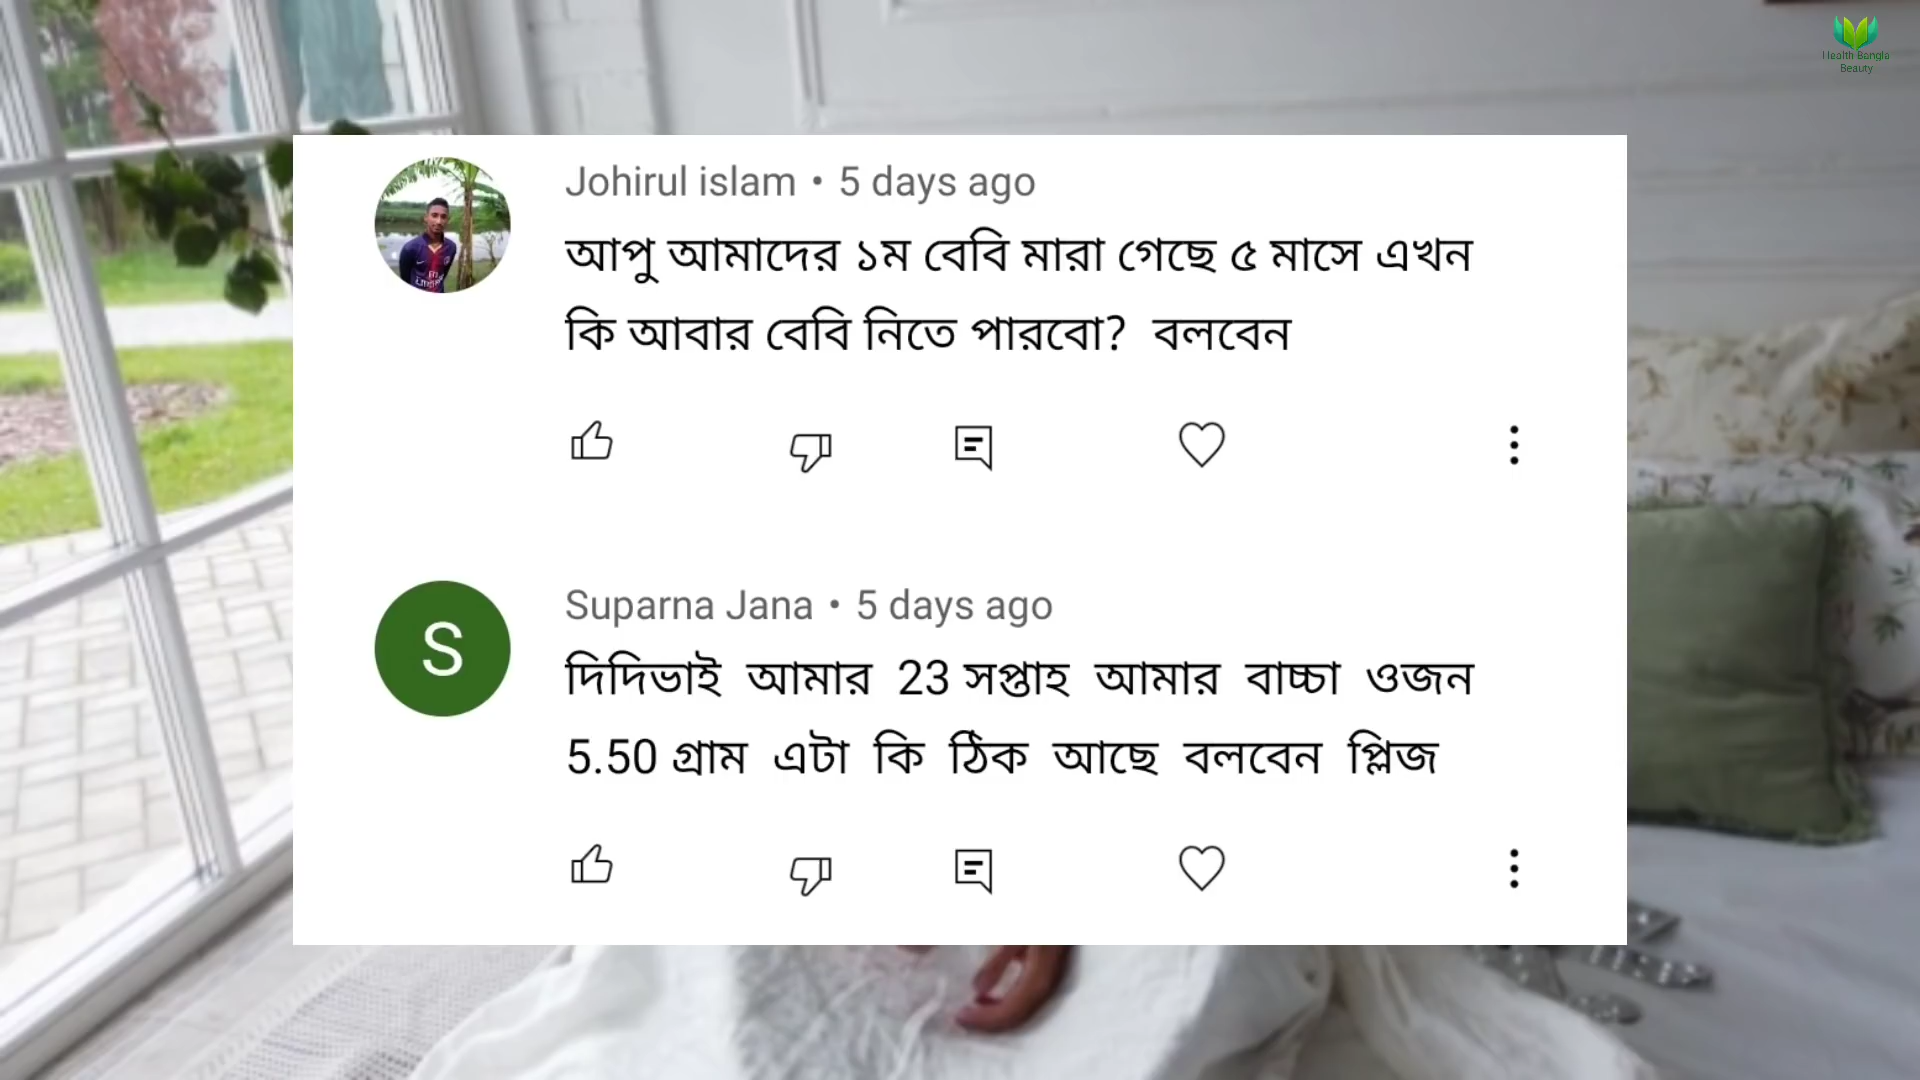 Health Bangla
Beauty
Johirul islam • 5 days ago
আপু আমাদের ১ম বেবি মারা গেছে ৫ মাসে এখন
কি আবার বেবি নিতে পারবো? বলবেন
S
Suparna Jana • 5 days ago
দিদিভাই আমার 23 সপ্তাহ আমার বাচ্চা ওজন
5.50 গ্রাম এটা কি ঠিক আছে বলবেন প্লিজ